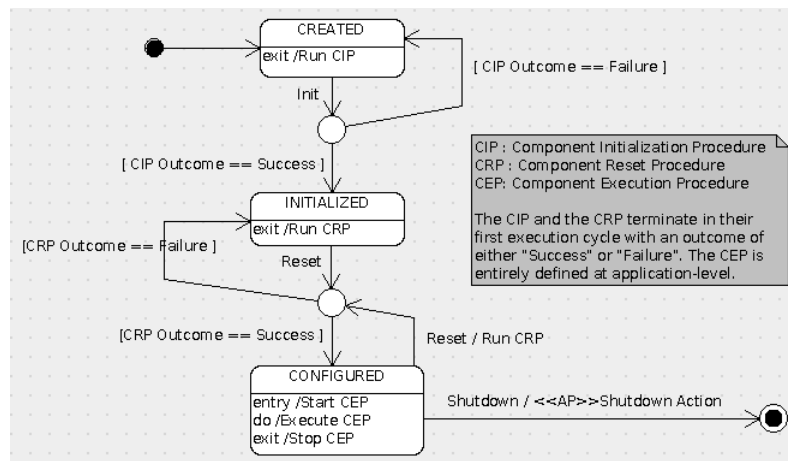 CREATED
exit /Run CIP
[ CIP Outcome == Failure ]
Init
[ CIP Outcome == Success ]
CIP : Component Initialization Procedure
CRP : Component Reset Procedure
CEP: Component Execution Procedure
The CIP and the CRP terminate in their
first execution cycle with an outcome of
either "Success" or "Failure". The CEP is
entirely defined at application-level.
INITIALIZED
exit /Run CRP
[CRP Outcome == Failure ]
Reset
[CRP Outcome == Success ]
Reset / Run CRP
CONFIGURED
entry /Start CEP
do /Execute CEP
exit /Stop CEP
Shutdown / <<AP>>Shutdown Action